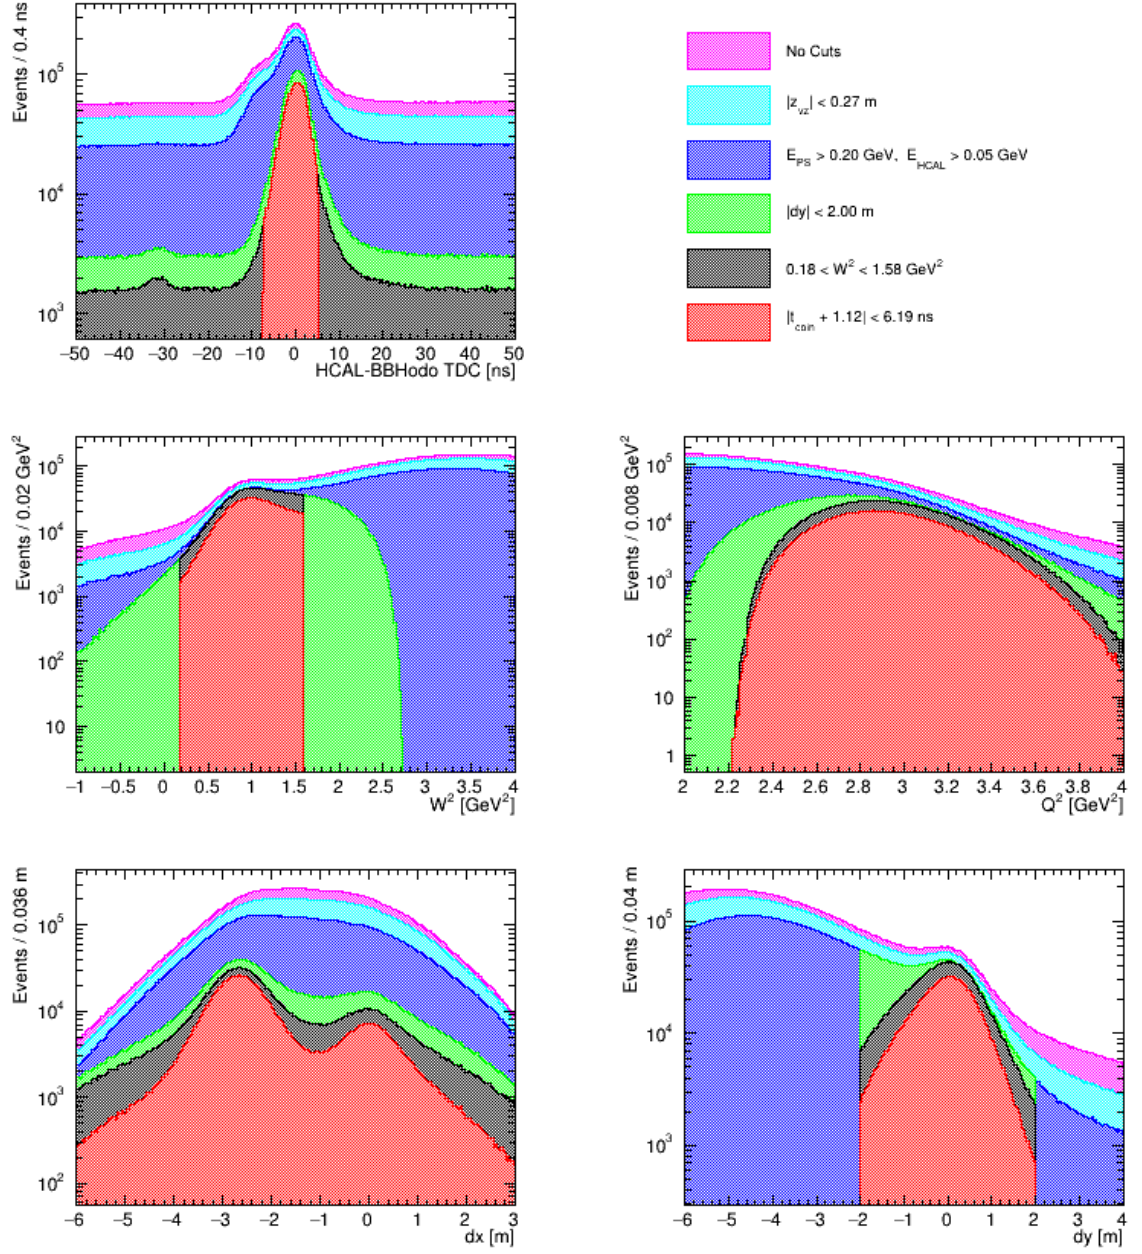 Events / 0.4 ns
10^5
10^4
10^3
−50 −40 −30 −20 −10 0 10 20 30 40 50
HCAL-BBHodo TDC [ns]
No Cuts
|z_vz| < 0.27 m
E_PS > 0.20 GeV, E_HCAL > 0.05 GeV
|dy| < 2.00 m
0.18 < W^2 < 1.58 GeV^2
|t_coin + 1.12| < 6.19 ns
Events / 0.02 GeV^2
10^5
10^4
10^3
10^2
10
−1 −0.5 0 0.5 1 1.5 2 2.5 3 3.5 4
W^2 [GeV^2]
Events / 0.008 GeV^2
10^5
10^4
10^3
10^2
10
1
2 2.2 2.4 2.6 2.8 3 3.2 3.4 3.6 3.8 4
Q^2 [GeV^2]
Events / 0.036 m
10^5
10^4
10^3
10^2
−6 −5 −4 −3 −2 −1 0 1 2 3
dx [m]
Events / 0.04 m
10^5
10^4
10^3
−6 −5 −4 −3 −2 −1 0 1 2 3 4
dy [m]